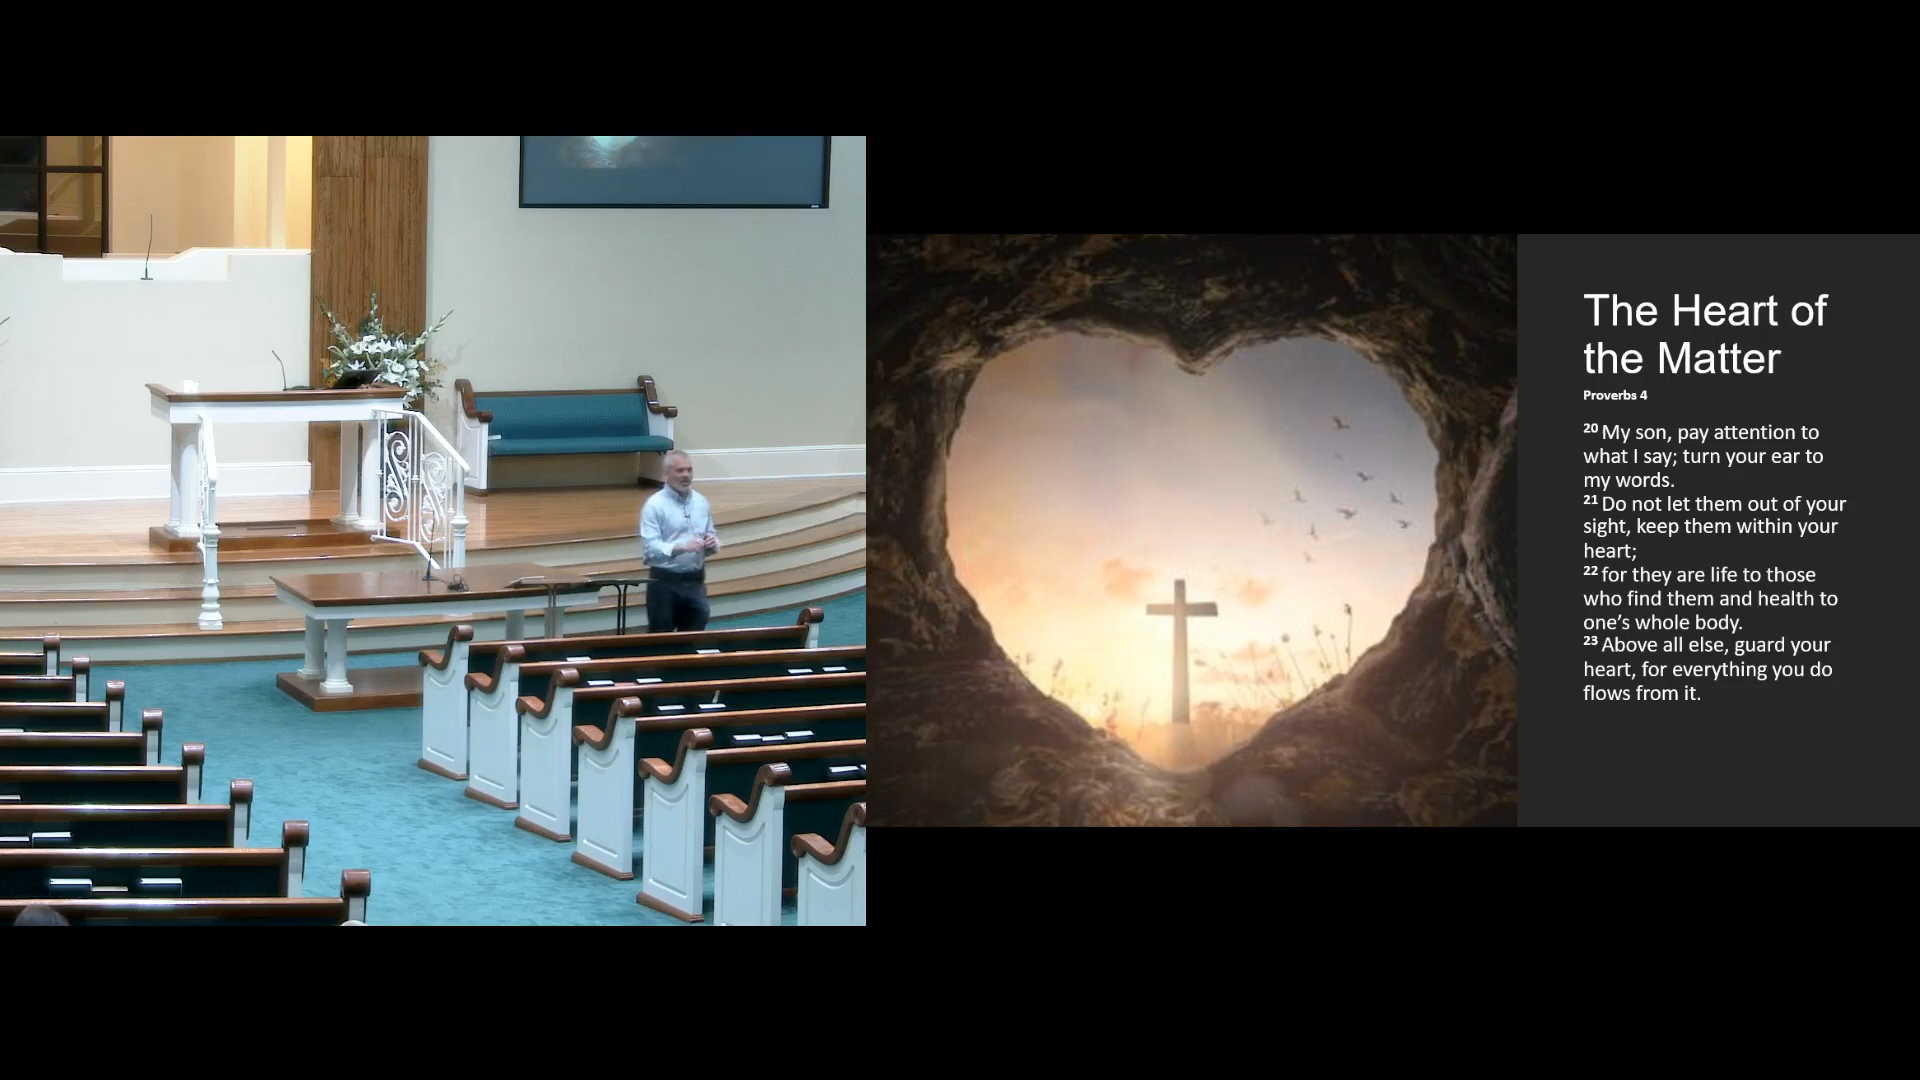 The Heart of
the Matter
Proverbs 4
20 My son, pay attention to
what I say; turn your ear to
my words.
21 Do not let them out of your
sight, keep them within your
heart;
22 for they are life to those
who find them and health to
one’s whole body.
23 Above all else, guard your
heart, for everything you do
flows from it.